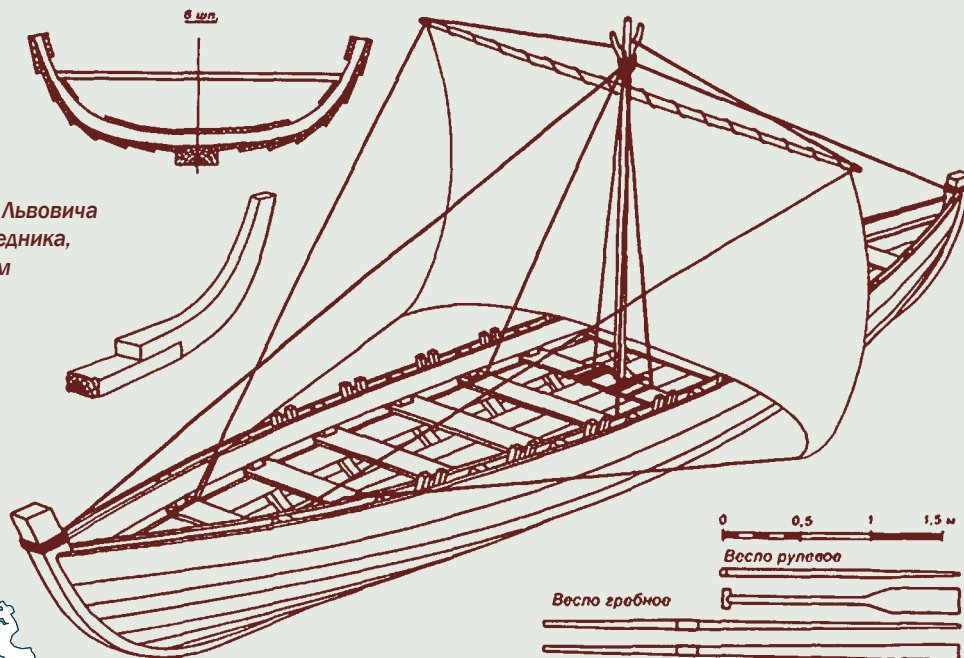 6 шп.
Львовича
едника,
м
0 0,5 1 1,5 м
Весло рулевое
Весло гребное